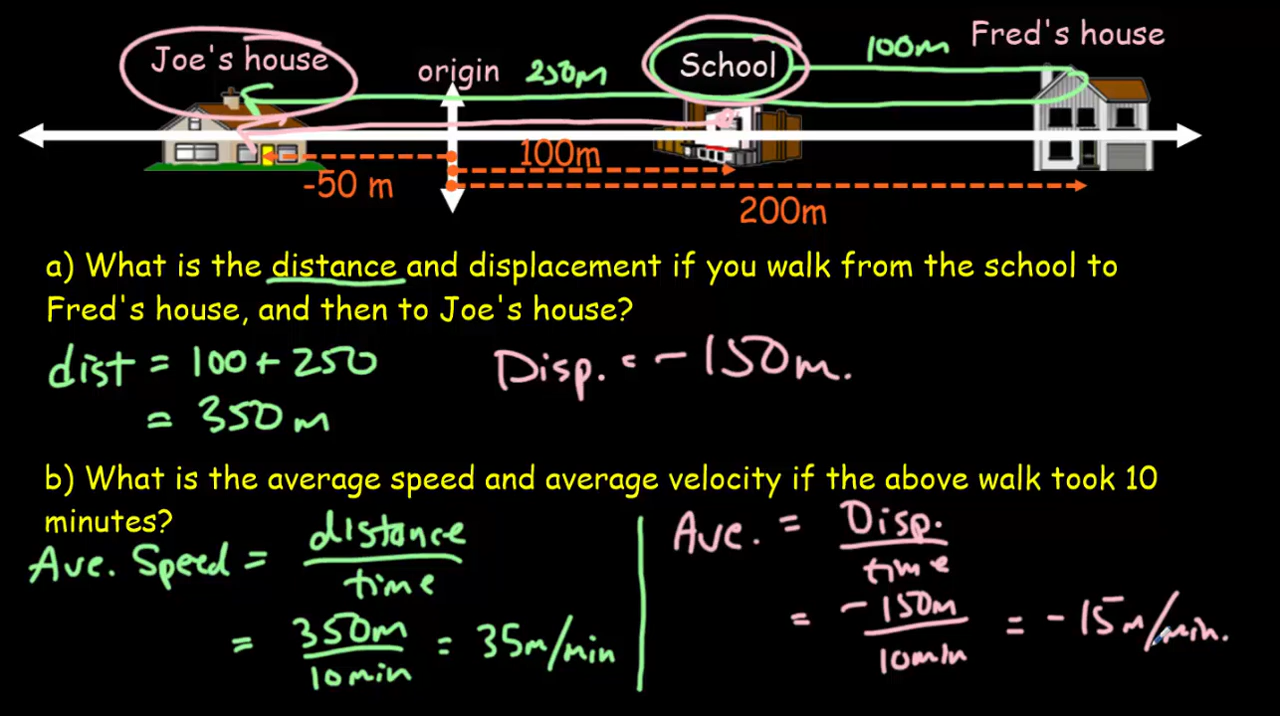 Joe's house
origin
250m
School
100m
Fred's house
-50 m
100m
200m
a) What is the distance and displacement if you walk from the school to
Fred's house, and then to Joe's house?
dist = 100 + 250
= 350 m
Disp. = - 150 m.
b) What is the average speed and average velocity if the above walk took 10
minutes?
Ave. Speed = distance
time
= 350m
10min
= 35m/min
Ave. = Disp.
time
= - 150m
10min
= - 15m/min.